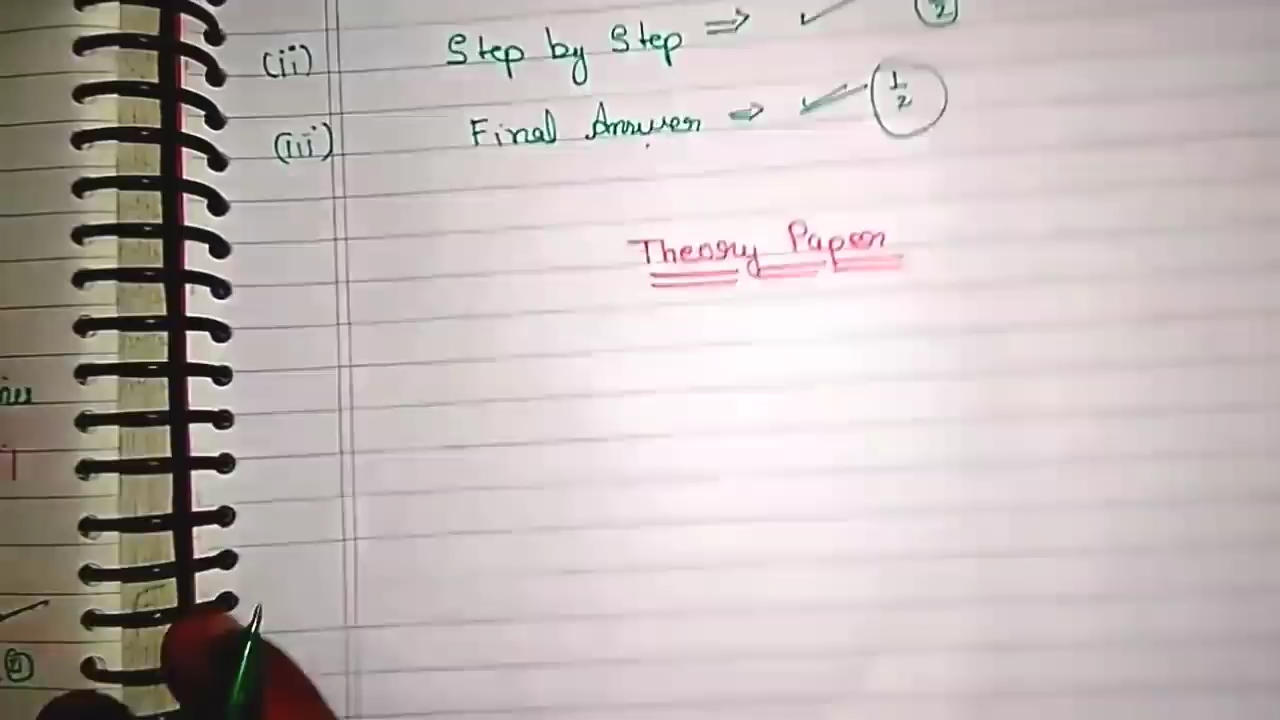 (ii) Step by Step ⇒ ✓ 2
(iii) Final Answer ⇒ ✓ 1/2
Theory Paper